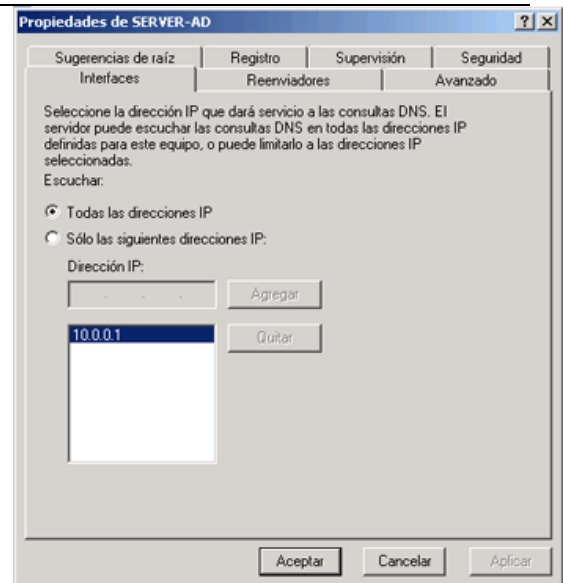 Propiedades de SERVER-AD
Sugerencias de raíz
Registro
Supervisión
Seguridad
Interfaces
Reenviadores
Avanzado
Seleccione la dirección IP que dará servicio a las consultas DNS. El
servidor puede escuchar las consultas DNS en todas las direcciones IP
definidas para este equipo, o puede limitarlo a las direcciones IP
seleccionadas.
Escuchar:
Todas las direcciones IP
Sólo las siguientes direcciones IP:
Dirección IP:
Agregar
10.0.0.1
Quitar
Aceptar
Cancelar
Aplicar